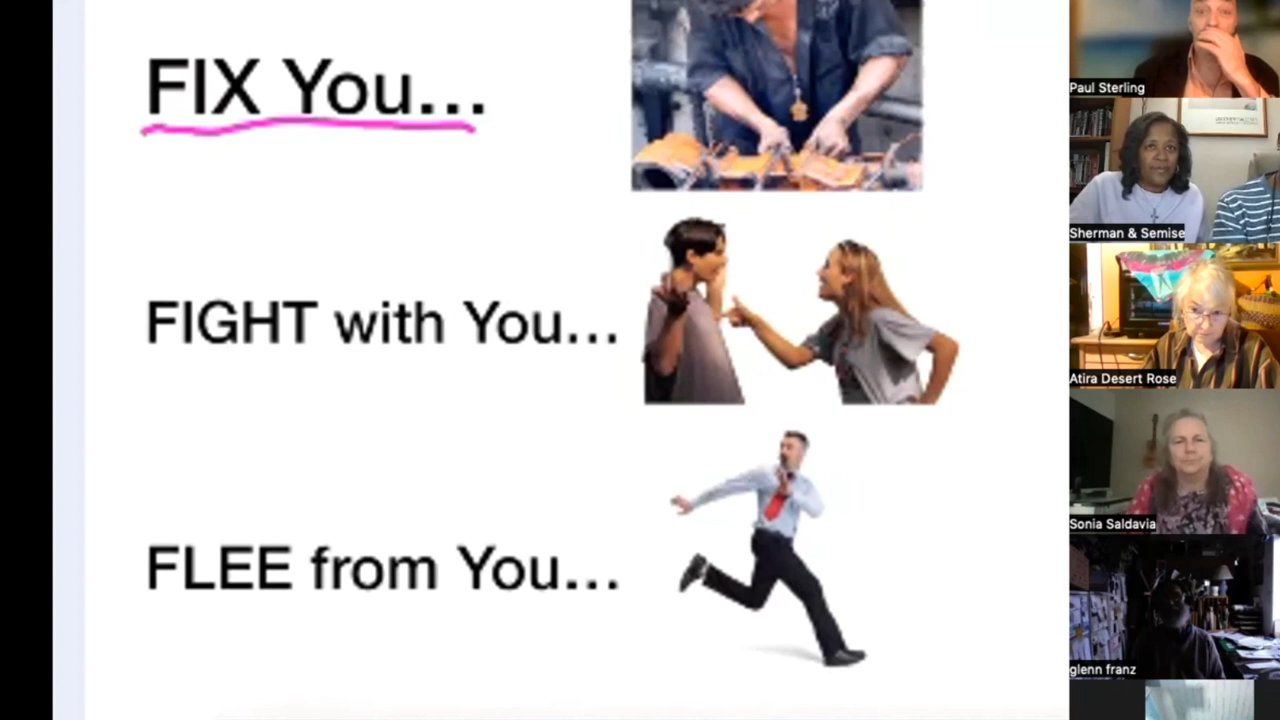 FIX You...
FIGHT with You...
FLEE from You...
Paul Sterling
Sherman & Semise
Atira Desert Rose
Sonia Saldavia
glenn franz